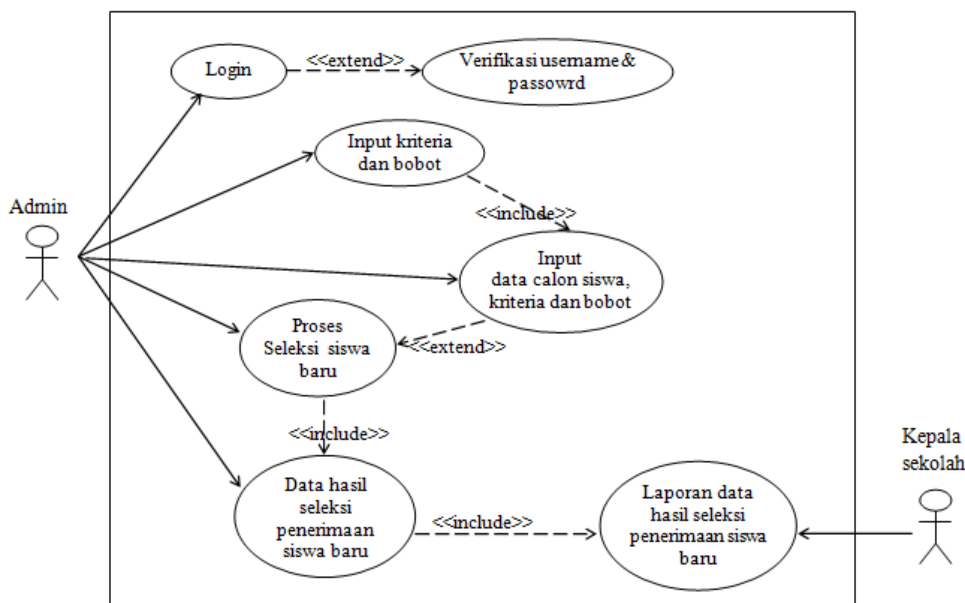 Login
<<extend>>
Verifikasi username &
passowrd
Input kriteria
dan bobot
<<include>>
Admin
Input
data calon siswa,
kriteria dan bobot
Proses
Seleksi siswa
baru
<<extend>>
<<include>>
Data hasil
seleksi
penerimaan
siswa baru
<<include>>
Laporan data
hasil seleksi
penerimaan siswa
baru
Kepala
sekolah